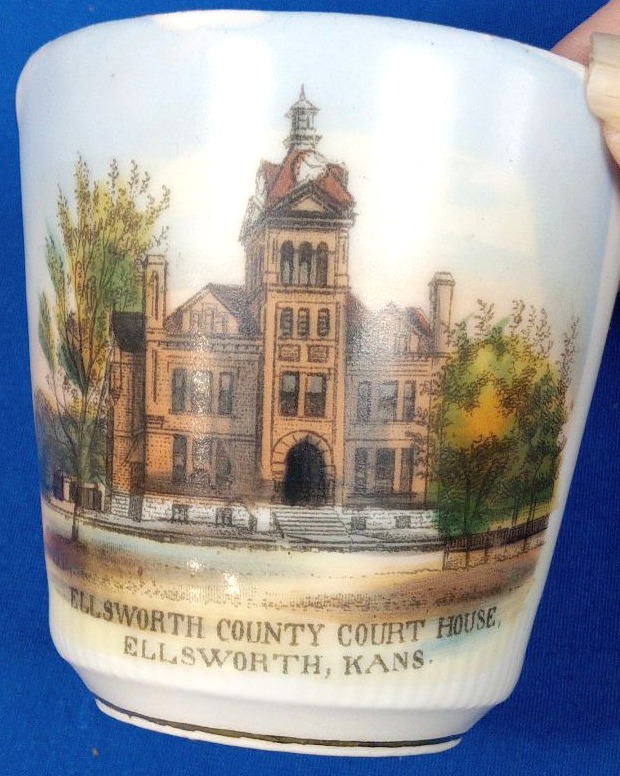 ELLSWORTH COUNTY COURT HOUSE,
ELLSWORTH, KANS.